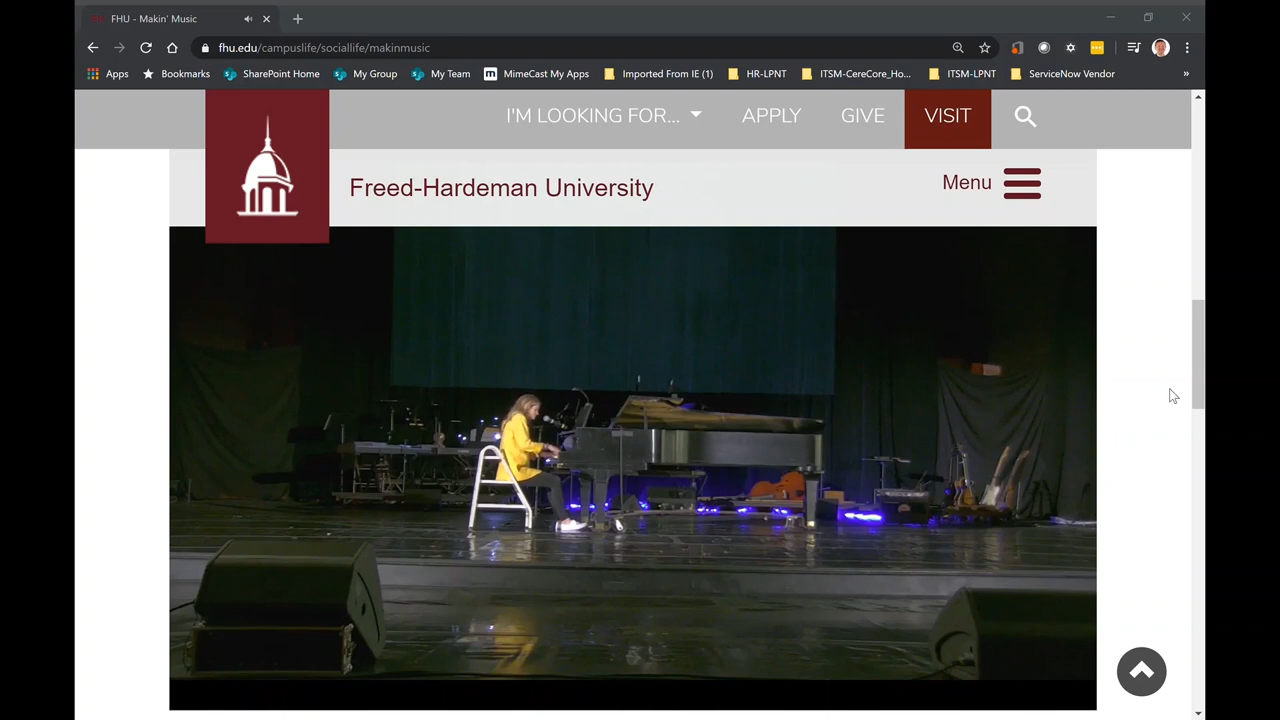 FHU - Makin' Music
fhu.edu/campuslife/sociallife/makinmusic
Apps Bookmarks SharePoint Home My Group My Team m MimeCast My Apps Imported From IE (1) HR-LPNT ITSM-CereCore_Ho... ITSM-LPNT ServiceNow Vendor »
I'M LOOKING FOR... APPLY GIVE VISIT
Freed-Hardeman University Menu